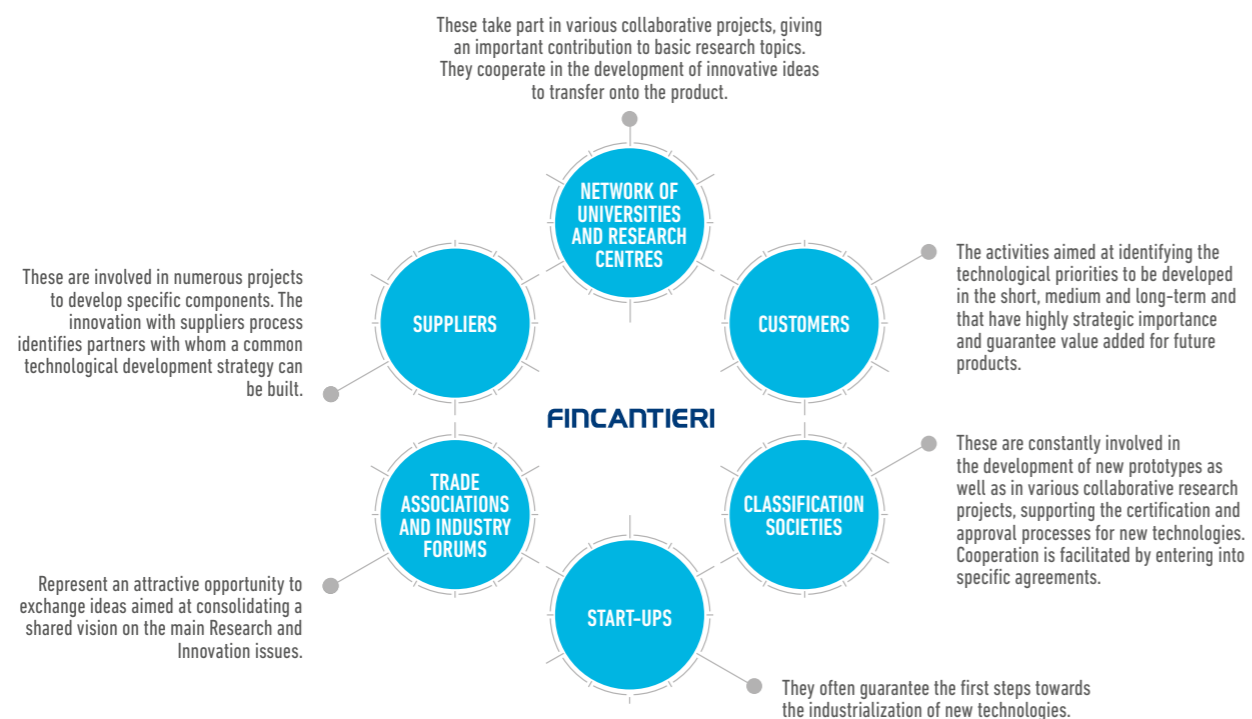 These take part in various collaborative projects, giving
an important contribution to basic research topics.
They cooperate in the development of innovative ideas
to transfer onto the product.
NETWORK OF
UNIVERSITIES
AND RESEARCH
CENTRES
These are involved in numerous projects
to develop specific components. The
innovation with suppliers process
identifies partners with whom a common
technological development strategy can
be built.
SUPPLIERS
CUSTOMERS
The activities aimed at identifying the
technological priorities to be developed
in the short, medium and long-term and
that have highly strategic importance
and guarantee value added for future
products.
FINCANTIERI
TRADE
ASSOCIATIONS
AND INDUSTRY
FORUMS
CLASSIFICATION
SOCIETIES
These are constantly involved in
the development of new prototypes as
well as in various collaborative research
projects, supporting the certification and
approval processes for new technologies.
Cooperation is facilitated by entering into
specific agreements.
Represent an attractive opportunity to
exchange ideas aimed at consolidating a
shared vision on the main Research and
Innovation issues.
START-UPS
They often guarantee the first steps towards
the industrialization of new technologies.